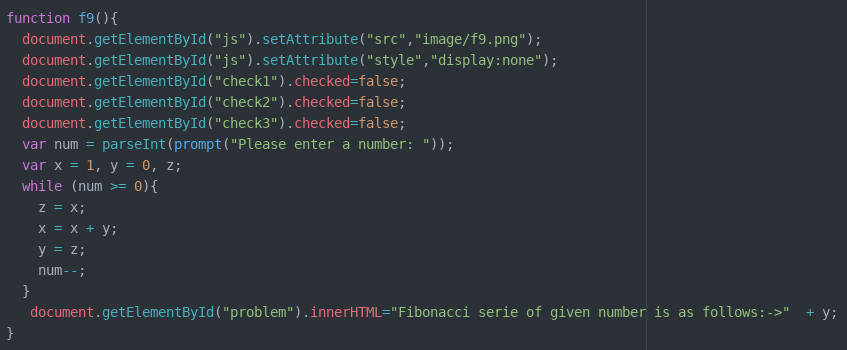 function f9(){
  document.getElementById("js").setAttribute("src","image/f9.png");
  document.getElementById("js").setAttribute("style","display:none");
  document.getElementById("check1").checked=false;
  document.getElementById("check2").checked=false;
  document.getElementById("check3").checked=false;
  var num = parseInt(prompt("Please enter a number: "));
  var x = 1, y = 0, z;
  while (num >= 0){
    z = x;
    x = x + y;
    y = z;
    num--;
  }
   document.getElementById("problem").innerHTML="Fibonacci serie of given number is as follows:->"  + y;
}